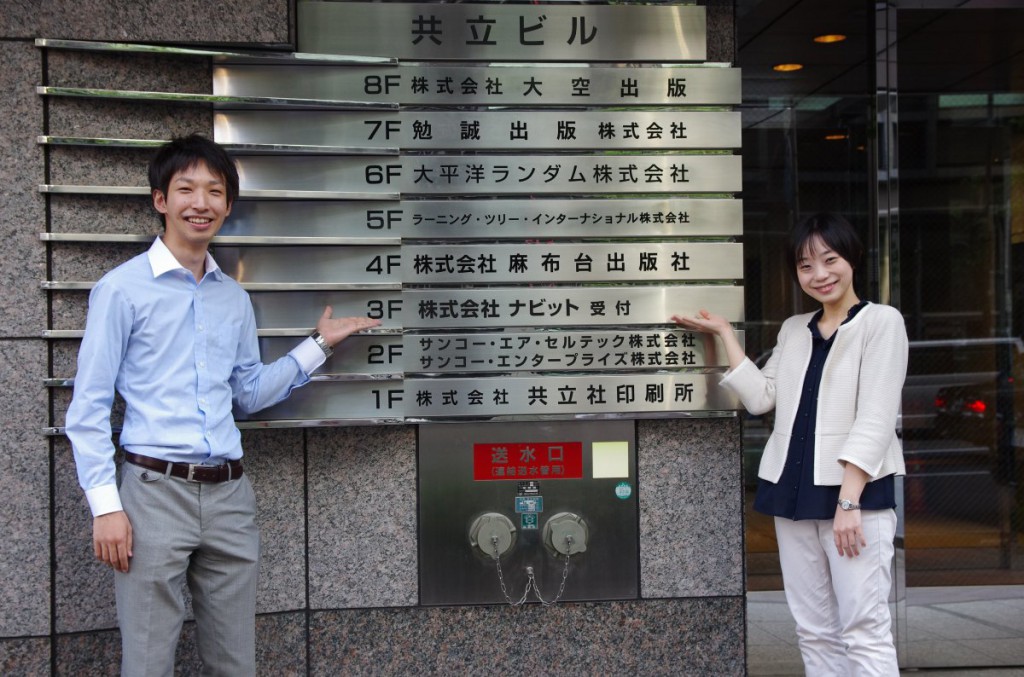 共立ビル
8F 株式会社 大空出版
7F 勉誠出版 株式会社
6F 大平洋ランダム株式会社
5F ラーニング・ツリー・インターナショナル株式会社
4F 株式会社 麻布台出版社
3F 株式会社 ナビット 受付
2F サンコー・エア・セルテック株式会社
サンコー・エンタープライズ株式会社
1F 株式会社 共立社印刷所
送水口
(連結送水管用)